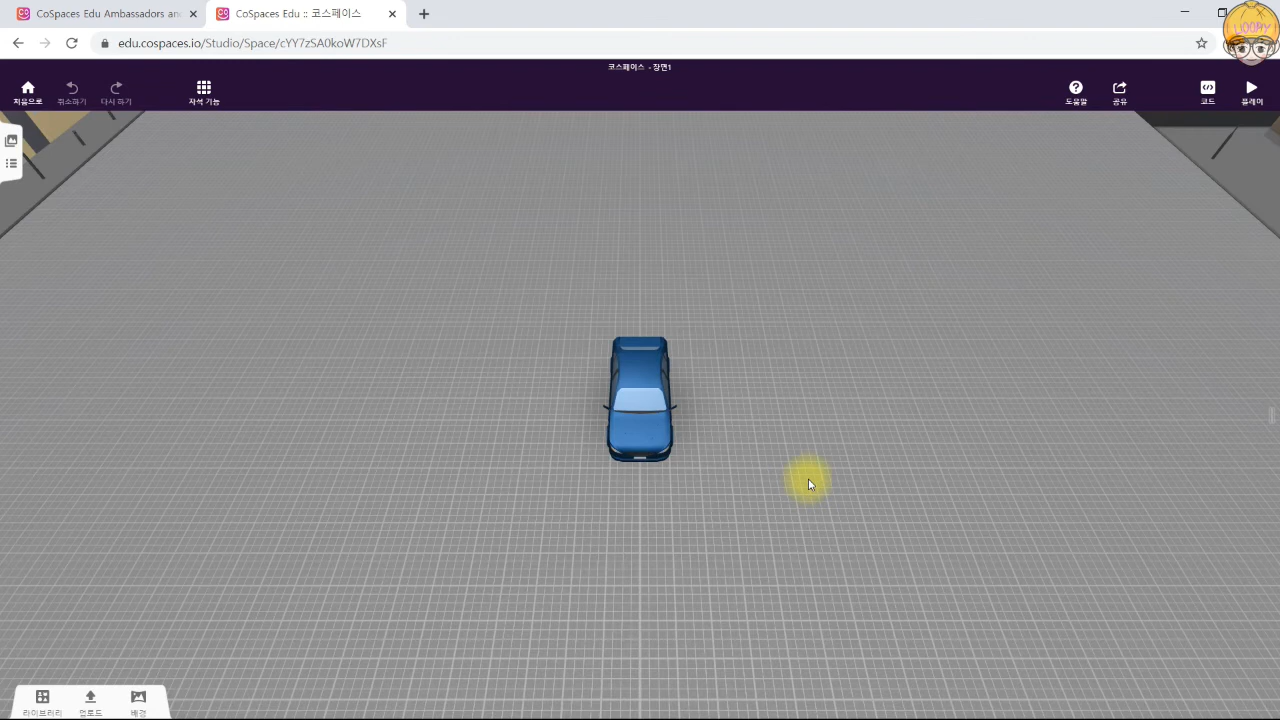 CoSpaces Edu Ambassadors an
CoSpaces Edu :: 코스페이스
edu.cospaces.io/Studio/Space/cYY7zSA0koW7DXsF
코스페이스 - 장면1
처음으로
취소하기
다시 하기
자석 기능
도움말
공유
코드
플레이
라이브러리
업로드
배경